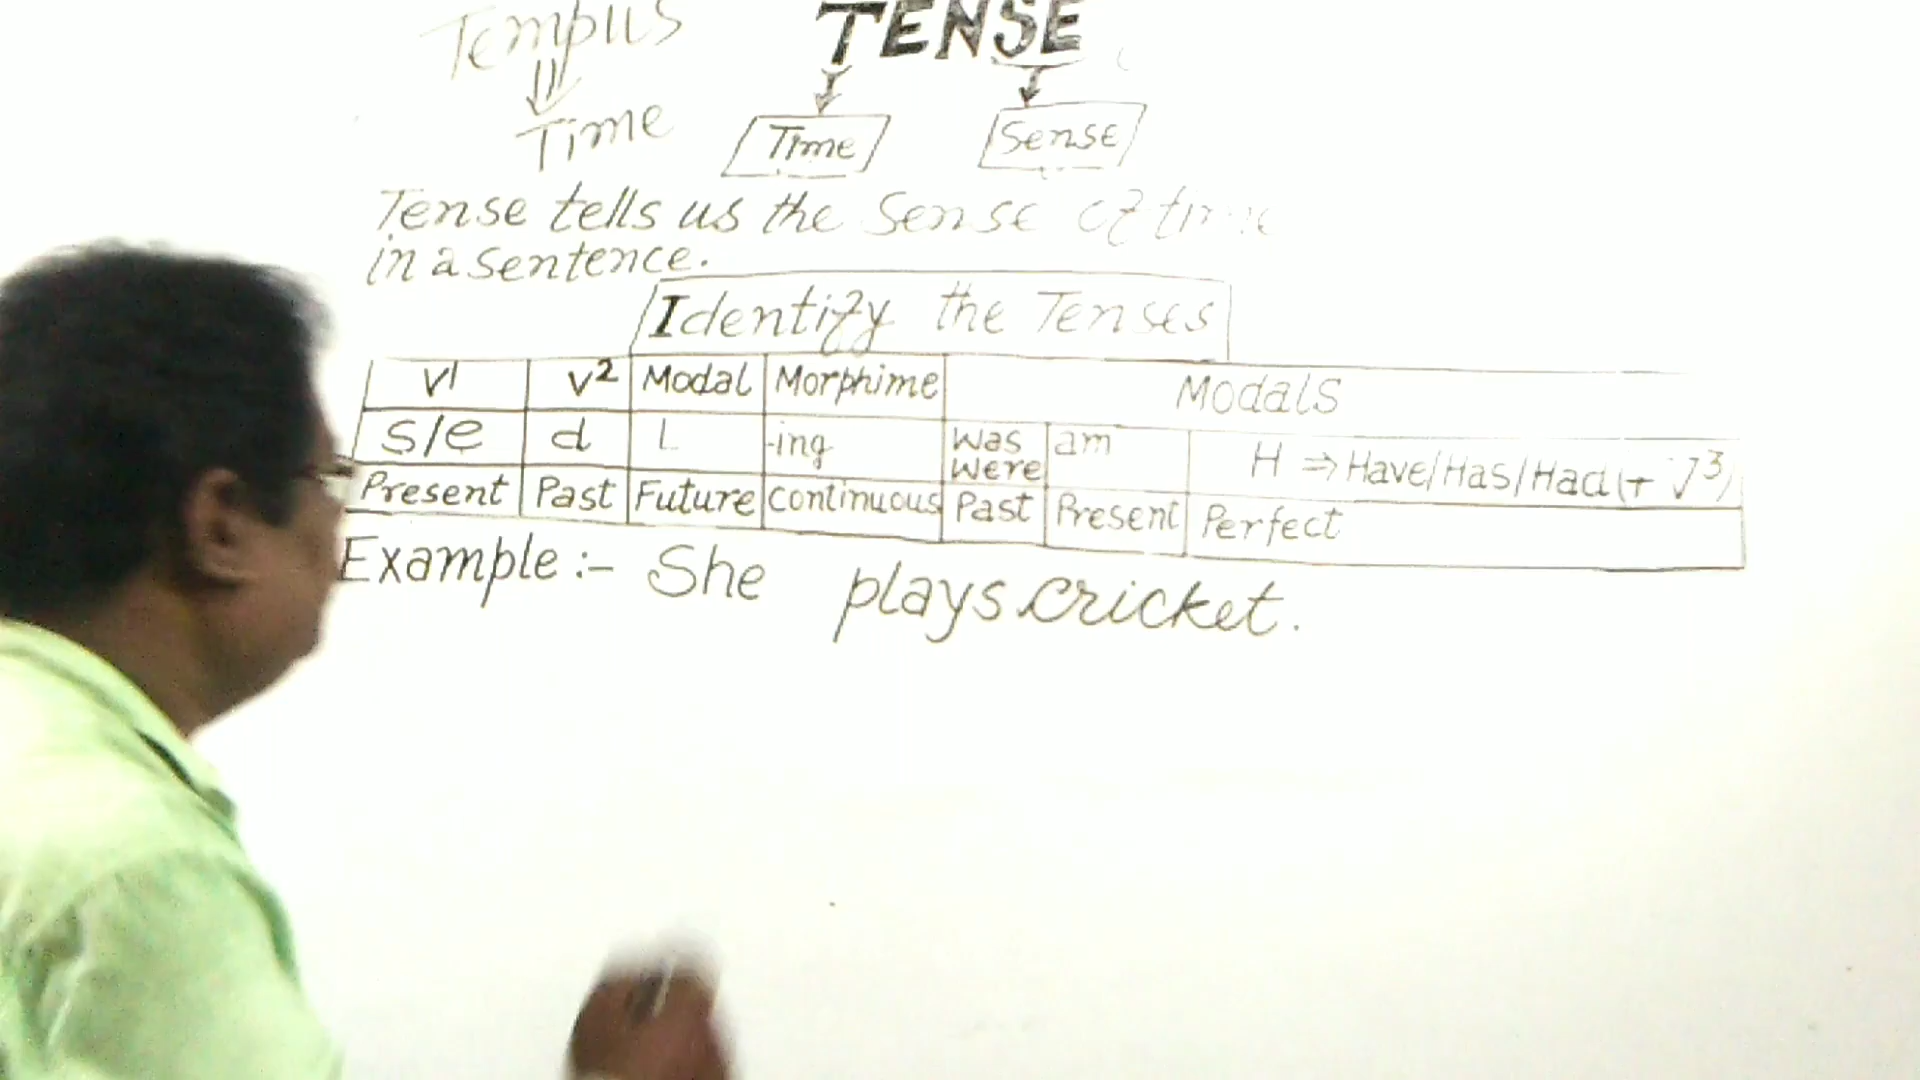 Tempus TENSE
Time Time Sense
Tense tells us the Sense of time
in a sentence.
Identify the Tenses
V1 V2 Modal Morphime Modals
s/e d L -ing was were am H ⇒ Have/Has/Had (+ V3)
Present Past Future continuous Past Present Perfect
Example :- She plays cricket.